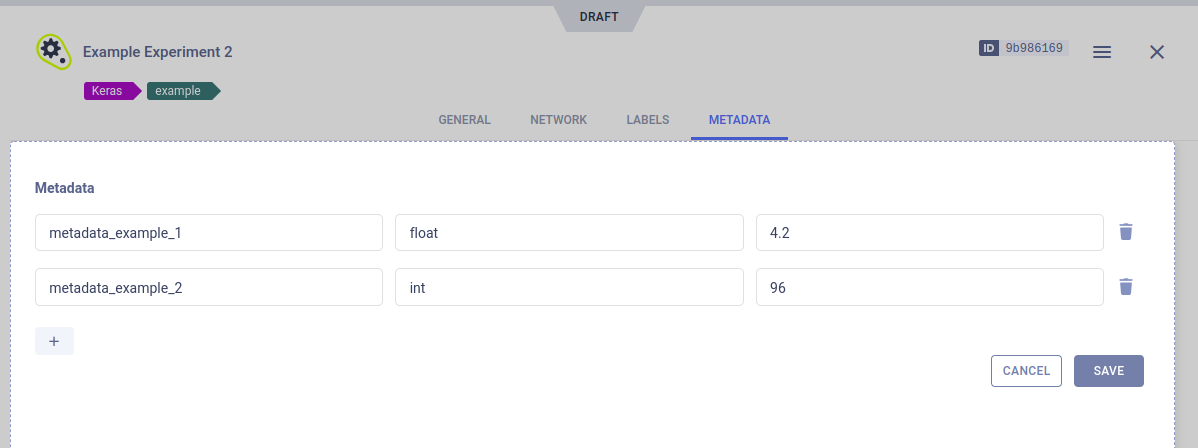 DRAFT
Example Experiment 2
ID 9b986169
Keras example
GENERAL NETWORK LABELS METADATA
Metadata
metadata_example_1 float 4.2
metadata_example_2 int 96
+
CANCEL SAVE